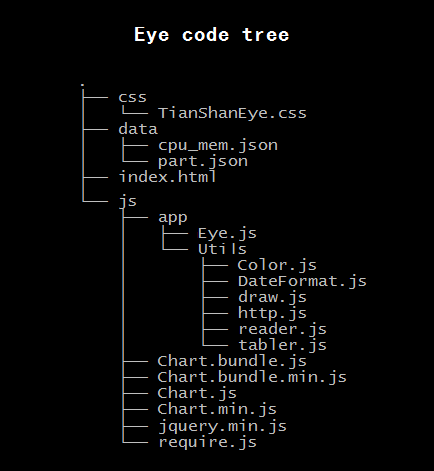 Eye code tree
.
├── css
│   └── TianShanEye.css
├── data
│   ├── cpu_mem.json
│   └── part.json
├── index.html
└── js
    ├── app
    │   ├── Eye.js
    │   └── Utils
    │       ├── Color.js
    │       ├── DateFormat.js
    │       ├── draw.js
    │       ├── http.js
    │       ├── reader.js
    │       └── tabler.js
    ├── Chart.bundle.js
    ├── Chart.bundle.min.js
    ├── Chart.js
    ├── Chart.min.js
    ├── jquery.min.js
    └── require.js